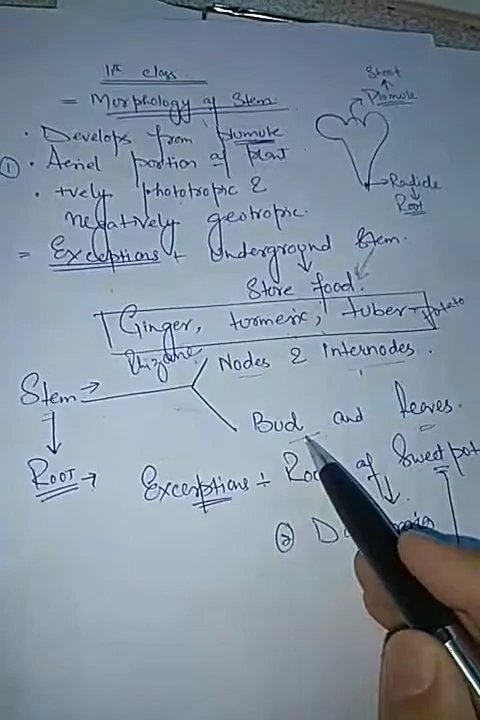 1st class
= Morphology of Stem
Shoot
Plumule
• Develops from plumule
① • Aerial portion of plant
Radicle
Root
• +vely phototropic &
negatively geotropic.
= Exceptions ÷ Underground Stem.
Store food.
Ginger, turmeric, tuber → potato
Rhizome
Nodes & Internodes.
Stem →
Bud and leaves.
Root → Exceptions ÷ of Sweet
②